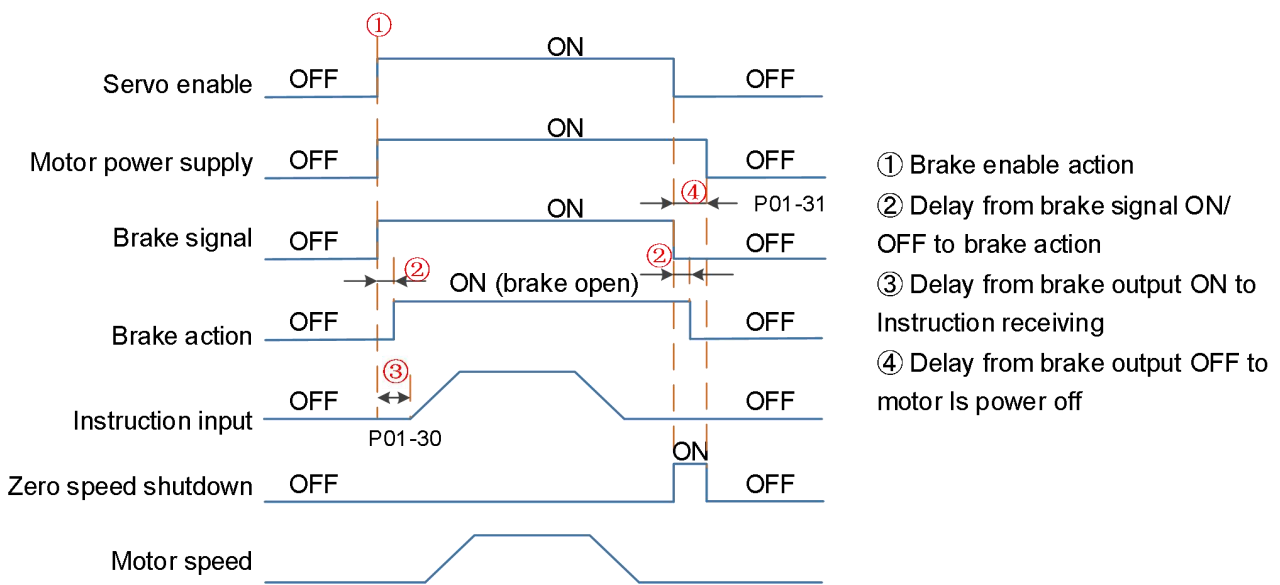 ①
ON
Servo enable OFF OFF
ON
Motor power supply OFF OFF
④ P01-31
ON
Brake signal OFF OFF
② ②
ON (brake open)
Brake action OFF OFF
③
Instruction input OFF OFF
P01-30
ON
Zero speed shutdown OFF OFF
Motor speed
① Brake enable action
② Delay from brake signal ON/
OFF to brake action
③ Delay from brake output ON to
Instruction receiving
④ Delay from brake output OFF to
motor Is power off